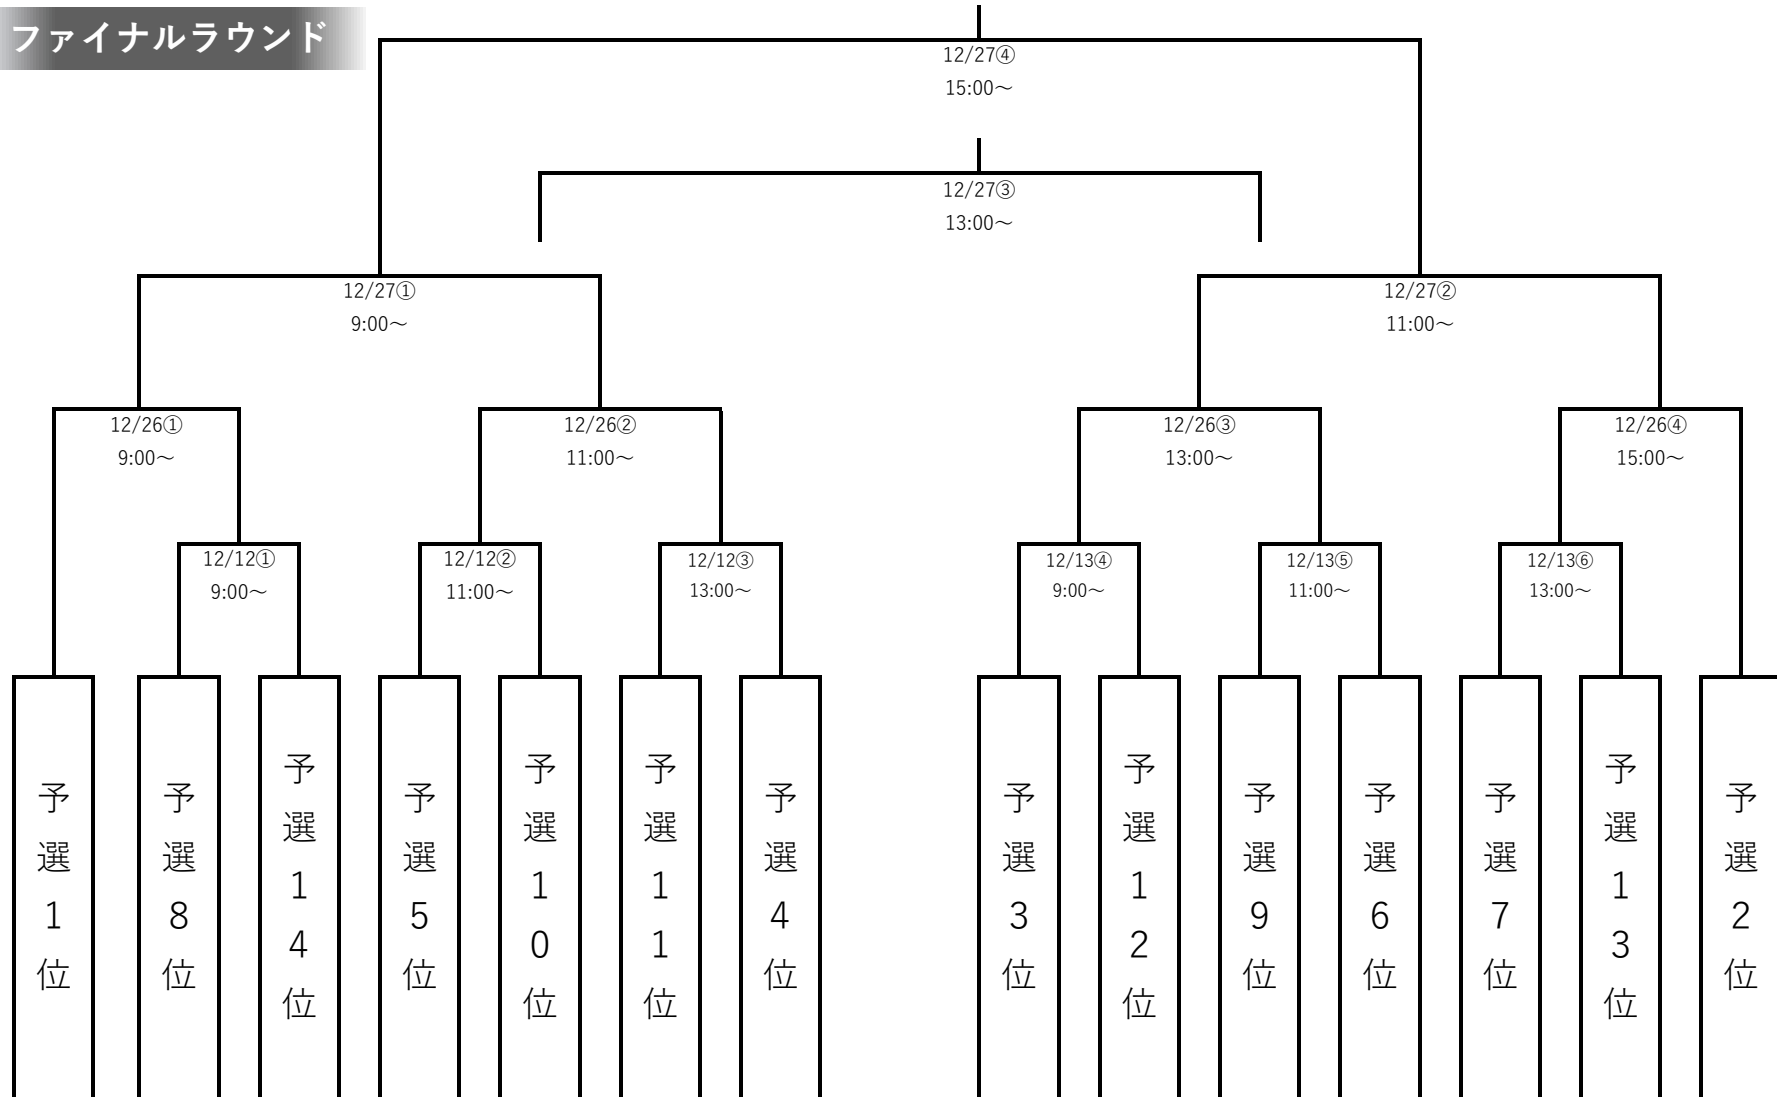 ファイナルラウンド
12/27④
15:00～
12/27③
13:00～
12/27①
9:00～
12/27②
11:00～
12/26①
9:00～
12/26②
11:00～
12/26③
13:00～
12/26④
15:00～
12/12①
9:00～
12/12②
11:00～
12/12③
13:00～
12/13④
9:00～
12/13⑤
11:00～
12/13⑥
13:00～
予選1位
予選8位
予選14位
予選5位
予選10位
予選11位
予選4位
予選3位
予選12位
予選9位
予選6位
予選7位
予選13位
予選2位